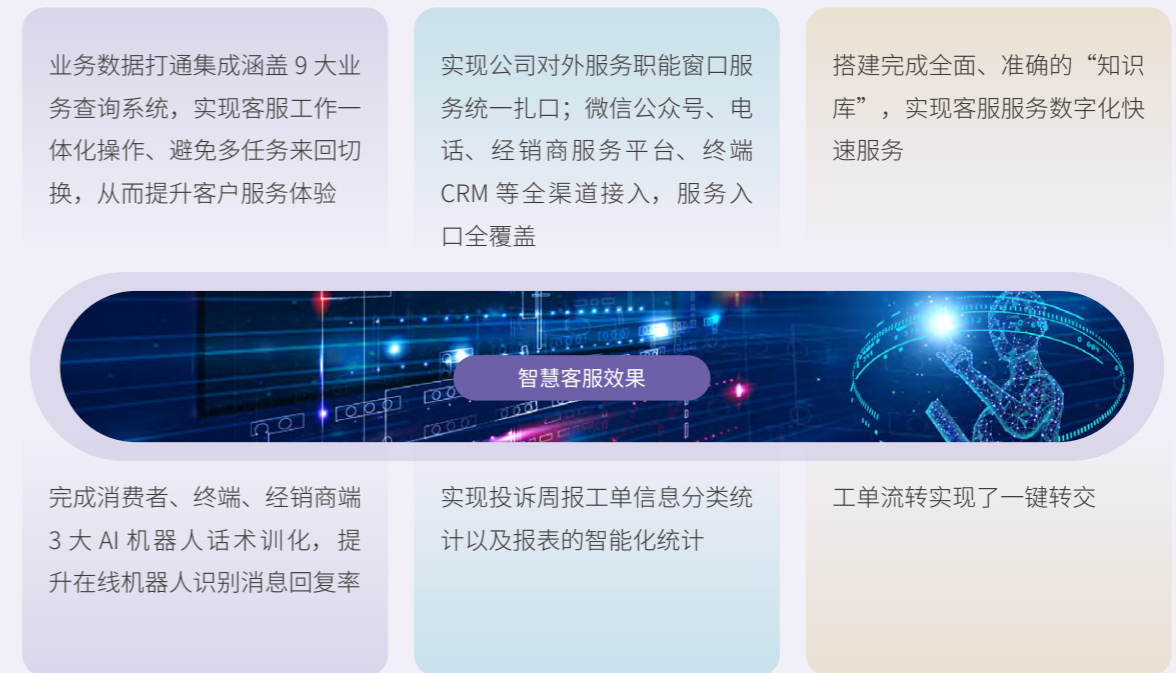 业务数据打通集成涵盖 9 大业
务查询系统，实现客服工作一
体化操作、避免多任务来回切
换，从而提升客户服务体验
实现公司对外服务职能窗口服
务统一扎口；微信公众号、电
话、经销商服务平台、终端
CRM 等全渠道接入，服务入
口全覆盖
搭建完成全面、准确的“知识
库”，实现客服服务数字化快
速服务
智慧客服效果
完成消费者、终端、经销商端
3 大 AI 机器人话术训化，提
升在线机器人识别消息回复率
实现投诉周报工单信息分类统
计以及报表的智能化统计
工单流转实现了一键转交